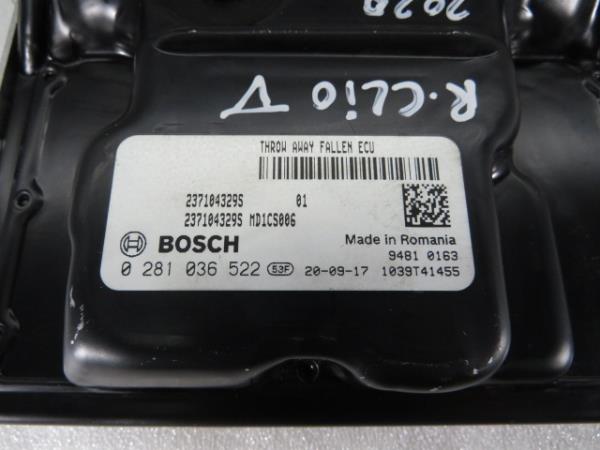 2020
R.CLiO V
THROW AWAY FALLEN ECU
237104329S 01
237104329S MD1CS006
BOSCH Made in Romania
9481 0163
0 281 036 522 53F 20-09-17 1039T41455